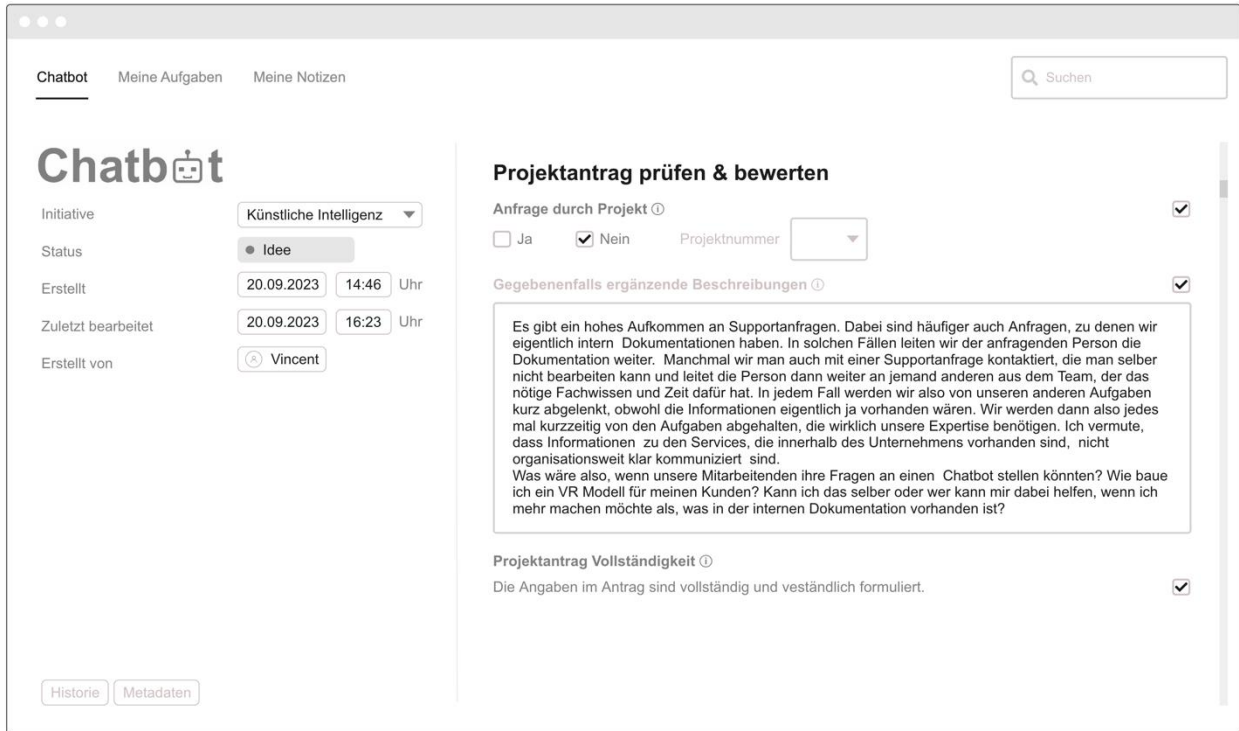 Chatbot Meine Aufgaben Meine Notizen Suchen
Chatbot
Initiative Künstliche Intelligenz
Status Idee
Erstellt 20.09.2023 14:46 Uhr
Zuletzt bearbeitet 20.09.2023 16:23 Uhr
Erstellt von Vincent
Historie Metadaten
Projektantrag prüfen & bewerten
Anfrage durch Projekt
Ja Nein Projektnummer
Gegebenenfalls ergänzende Beschreibungen
Es gibt ein hohes Aufkommen an Supportanfragen. Dabei sind häufiger auch Anfragen, zu denen wir
eigentlich intern Dokumentationen haben. In solchen Fällen leiten wir der anfragenden Person die
Dokumentation weiter. Manchmal wir man auch mit einer Supportanfrage kontaktiert, die man selber
nicht bearbeiten kann und leitet die Person dann weiter an jemand anderen aus dem Team, der das
nötige Fachwissen und Zeit dafür hat. In jedem Fall werden wir also von unseren anderen Aufgaben
kurz abgelenkt, obwohl die Informationen eigentlich ja vorhanden wären. Wir werden dann also jedes
mal kurzzeitig von den Aufgaben abgehalten, die wirklich unsere Expertise benötigen. Ich vermute,
dass Informationen zu den Services, die innerhalb des Unternehmens vorhanden sind, nicht
organisationsweit klar kommuniziert sind.
Was wäre also, wenn unsere Mitarbeitenden ihre Fragen an einen Chatbot stellen könnten? Wie baue
ich ein VR Modell für meinen Kunden? Kann ich das selber oder wer kann mir dabei helfen, wenn ich
mehr machen möchte als, was in der internen Dokumentation vorhanden ist?
Projektantrag Vollständigkeit
Die Angaben im Antrag sind vollständig und veständlich formuliert.